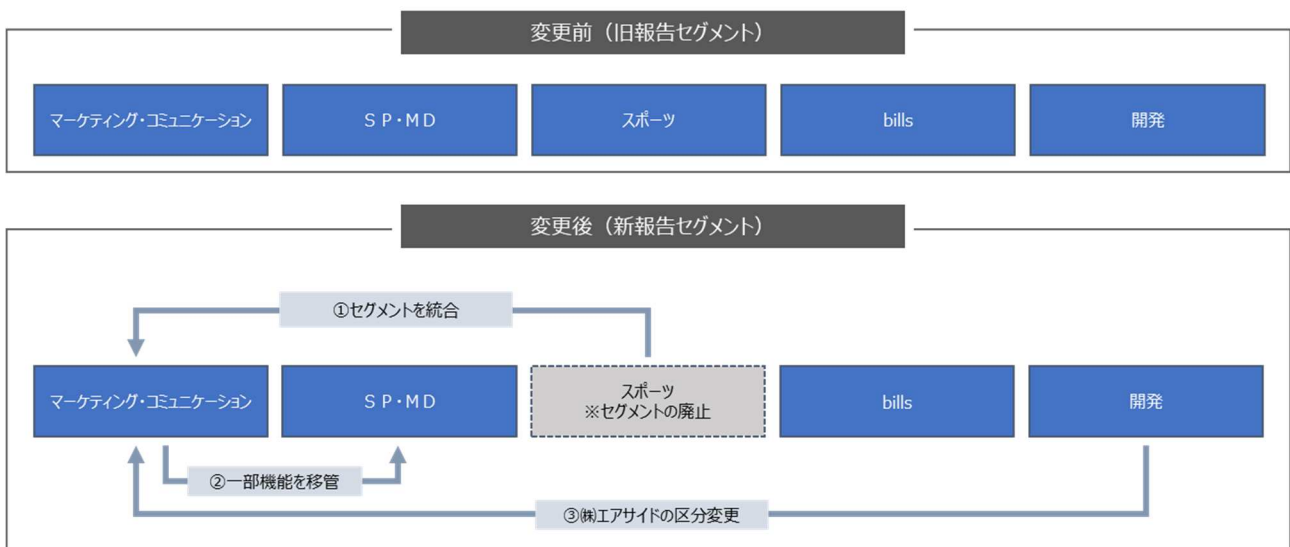 変更前（旧報告セグメント）
マーケティング・コミュニケーション
ＳＰ・ＭＤ
スポーツ
bills
開発
変更後（新報告セグメント）
①セグメントを統合
マーケティング・コミュニケーション
ＳＰ・ＭＤ
スポーツ
※セグメントの廃止
bills
開発
②一部機能を移管
③㈱エアサイドの区分変更